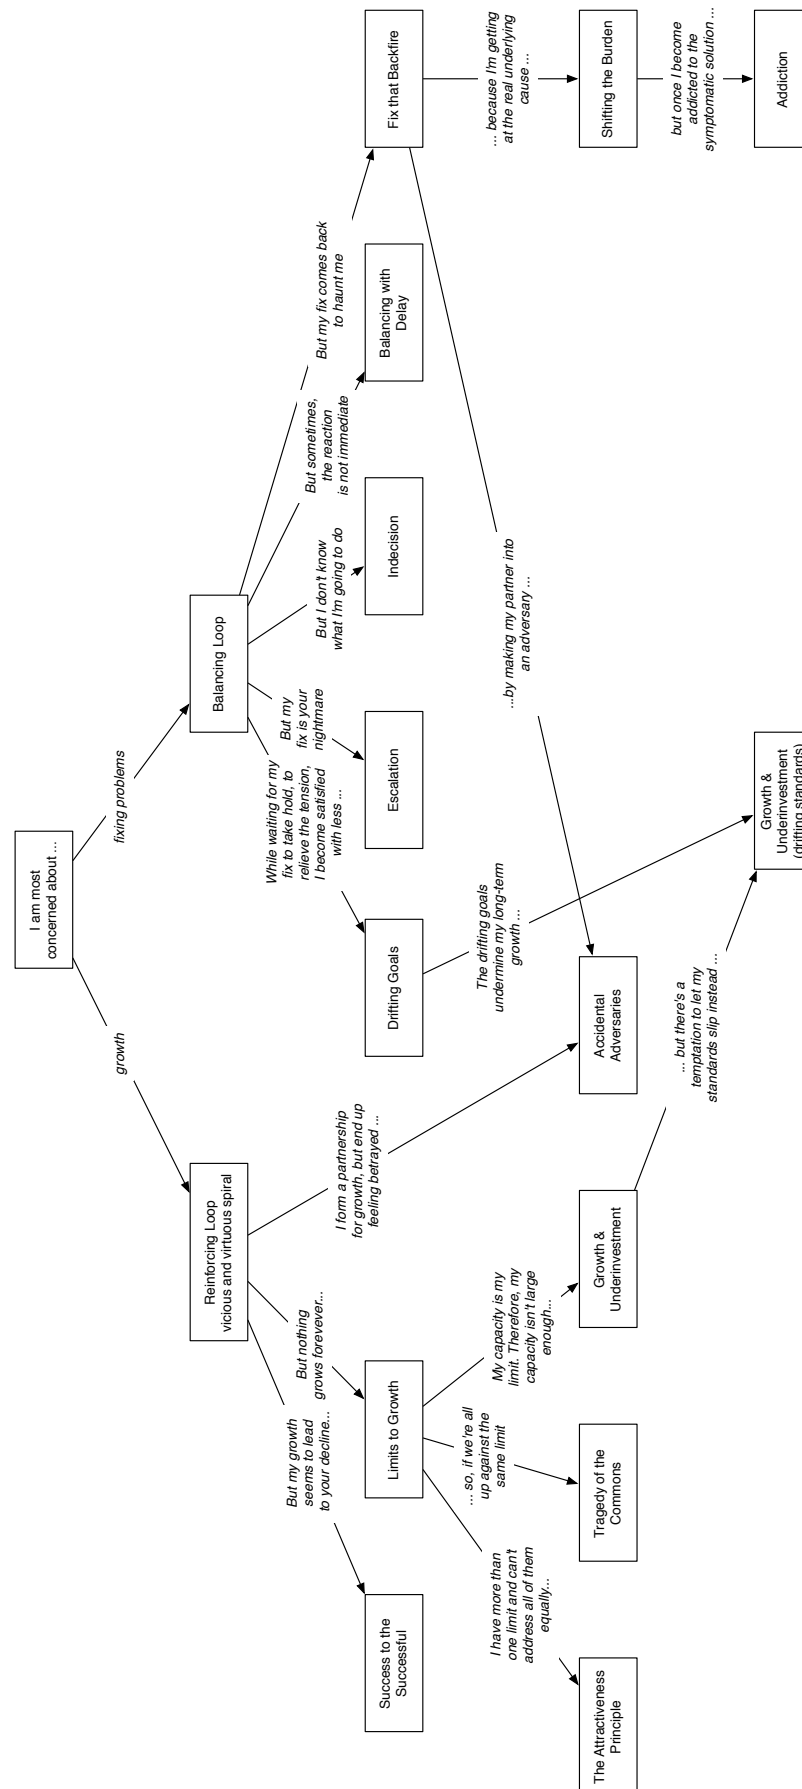 I am most
concerned about ...
growth
fixing problems
Reinforcing Loop
vicious and virtuous spiral
Balancing Loop
But my growth
seems to lead
to your decline...
But nothing
grows forevever...
I form a partnership
for growth, but end up
feeling betrayed ...
While waiting for my
fix to take hold, to
relieve the tension,
I become satisfied
with less ...
But my
fix is your
nightmare
But I don't know
what I'm going to do
But sometimes,
the reaction
is not immediate
But my fix comes back
to haunt me
Success to the
Successful
Limits to Growth
Drifting Goals
Escalation
Indecision
Balancing with
Delay
Fix that Backfire
I have more than
one limit and can't
address all of them
equally...
... so, if we're all
up against the
same limit
My capacity is my
limit. Therefore, my
capacity isn't large
enough...
The drifting goals
undermine my long-term
growth ...
...by making my partner into
an adversary ...
... because I'm getting
at the real underlying
cause ...
The Attractiveness
Principle
Tragedy of the
Commons
Growth &
Underinvestment
Accidental
Adversaries
Shifting the Burden
... but there's a
temptation to let my
standards slip instead ...
but once I become
addicted to the
symptomatic solution ...
Growth &
Underinvestment
(drifting standards)
Addiction